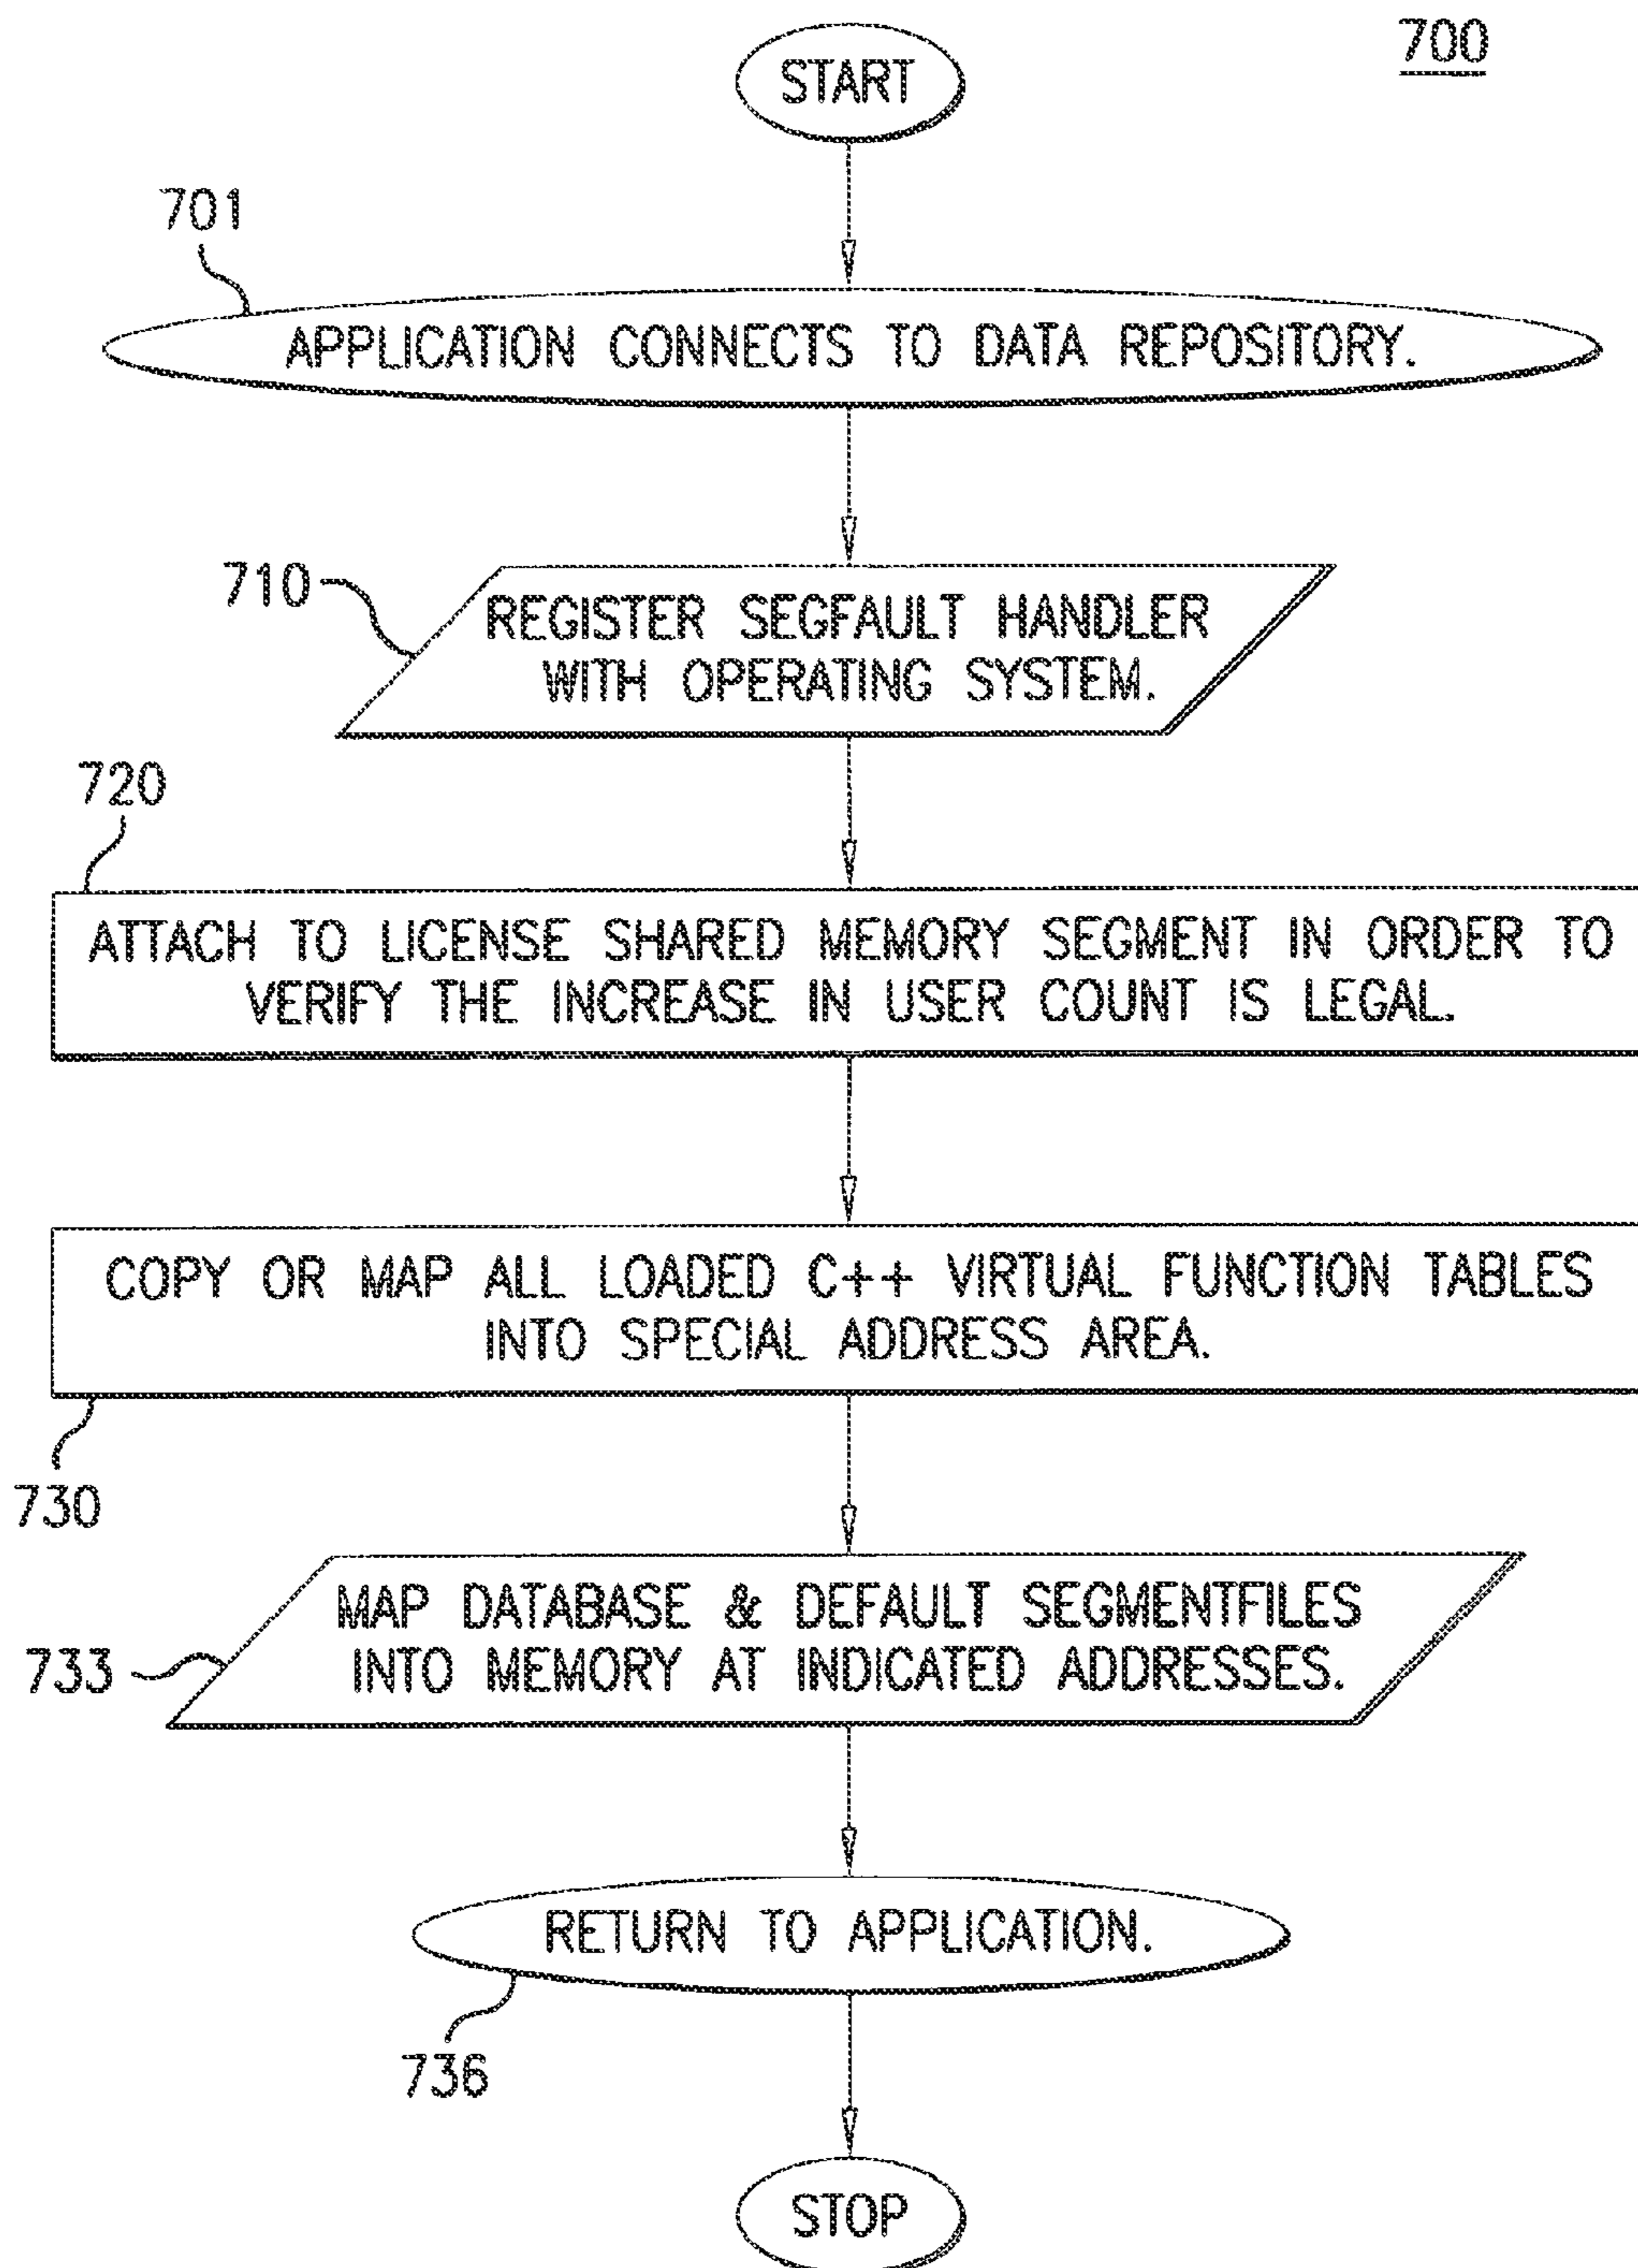 700
START
701
APPLICATION CONNECTS TO DATA REPOSITORY.
710
REGISTER SEGFAULT HANDLER
WITH OPERATING SYSTEM.
720
ATTACH TO LICENSE SHARED MEMORY SEGMENT IN ORDER TO
VERIFY THE INCREASE IN USER COUNT IS LEGAL.
COPY OR MAP ALL LOADED C++ VIRTUAL FUNCTION TABLES
INTO SPECIAL ADDRESS AREA.
730
MAP DATABASE & DEFAULT SEGMENTFILES
INTO MEMORY AT INDICATED ADDRESSES.
733
RETURN TO APPLICATION.
736
STOP